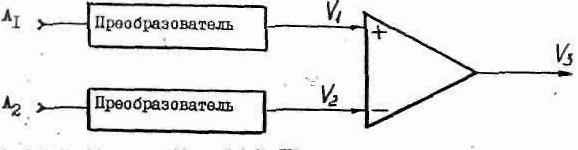 Λ1 Преобразователь V1 +
V3
Λ2 Преобразователь V2 −